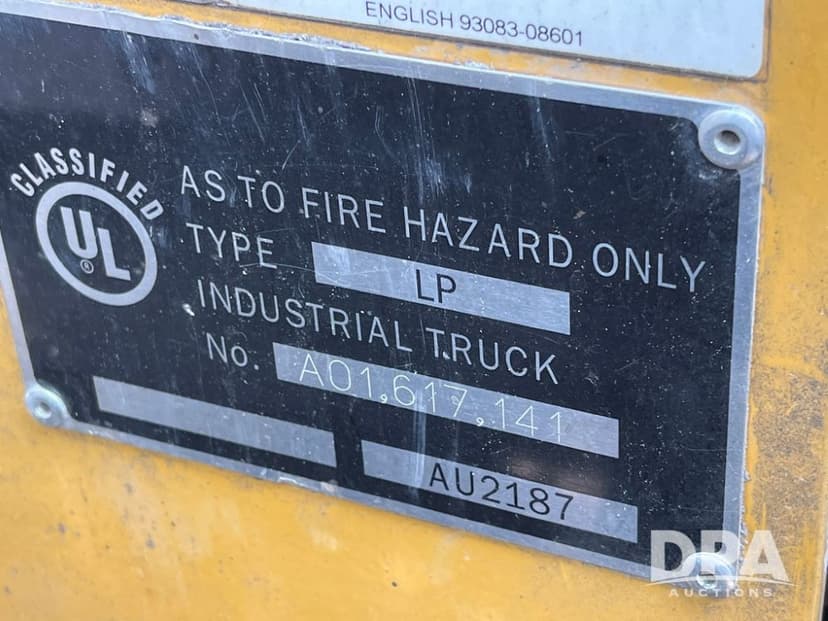 ENGLISH 93083-08601
CLASSIFIED
UL
®
AS TO FIRE HAZARD ONLY
TYPE LP
INDUSTRIAL TRUCK
No. A01,617,141
AU2187
DPA
AUCTIONS